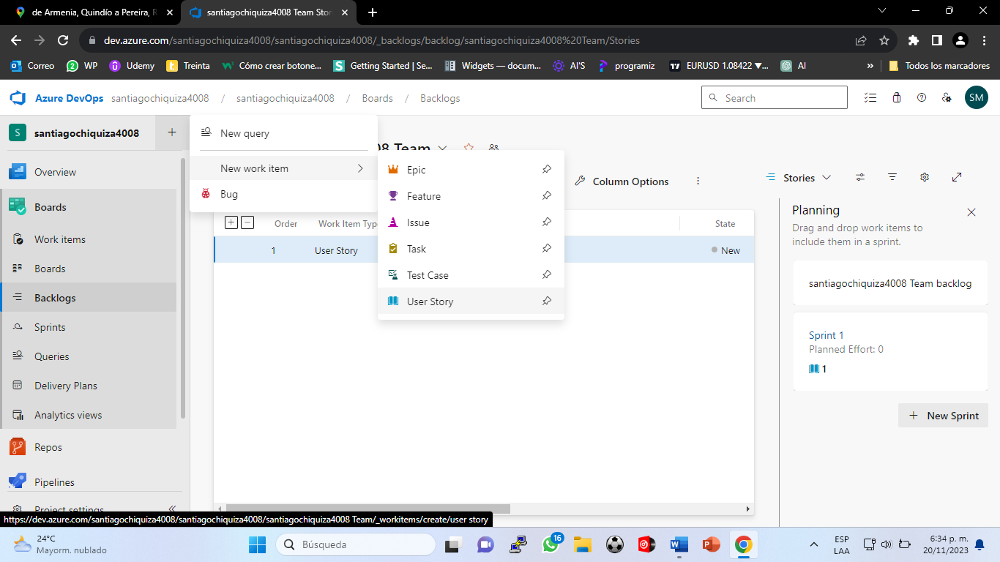 de Armenia, Quindío a Pereira, R
santiagochiquiza4008 Team Stor
dev.azure.com/santiagochiquiza4008/santiagochiquiza4008/_backlogs/backlog/santiagochiquiza4008%20Team/Stories
Correo
2
WP
Udemy
Treinta
Cómo crear botone...
S
Getting Started | Se...
Widgets — docum...
AI'S
programiz
EURUSD 1.08422 ▼...
AI
»
Todos los marcadores
Azure DevOps santiagochiquiza4008 / santiagochiquiza4008 / Boards / Backlogs
Search
SM
S santiagochiquiza4008
New query
New work item
Bug
08 Team
Epic
Feature
Issue
Task
Test Case
User Story
Column Options
Stories
Overview
Boards
Work items
Boards
Backlogs
Sprints
Queries
Delivery Plans
Analytics views
Repos
Pipelines
Project settings
Order
Work Item Typ
State
1
User Story
New
Planning
Drag and drop work items to
include them in a sprint.
santiagochiquiza4008 Team backlog
Sprint 1
Planned Effort: 0
1
New Sprint
https://dev.azure.com/santiagochiquiza4008/santiagochiquiza4008/santiagochiquiza4008 Team/_workitems/create/user story
24°C
Mayorm. nublado
Búsqueda
16
ESP
LAA
6:34 p. m.
20/11/2023